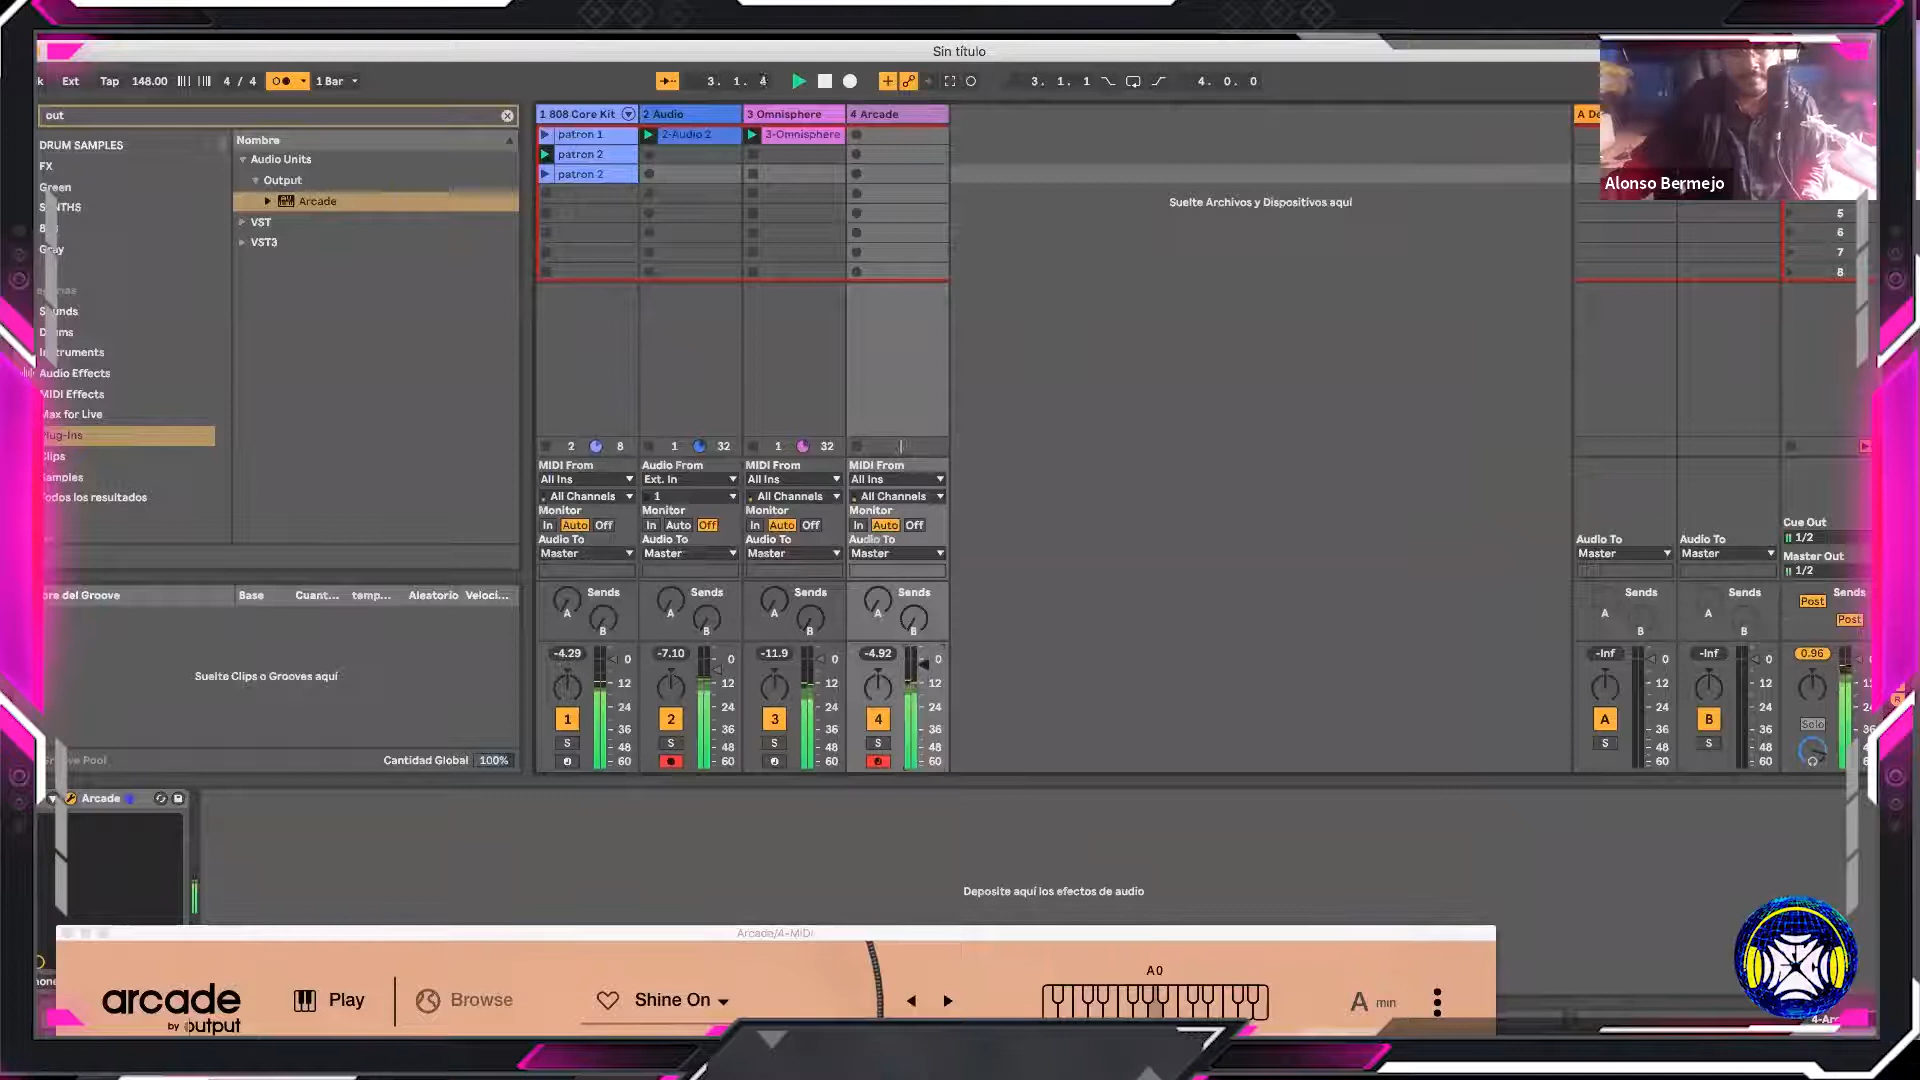 Sin título
k Ext Tap 148.00 4 / 4 1 Bar 3. 1. 4 3. 1. 1 4. 0. 0
out
Nombre
DRUM SAMPLES
FX
Green
Gray
Sounds
Drums
Instruments
Audio Effects
MIDI Effects
Max for Live
Plug-Ins
Clips
Samples
Todos los resultados
Audio Units
Output
Arcade
VST
VST3
1 808 Core Kit 2 Audio 3 Omnisphere 4 Arcade
patron 1 2-Audio 2 3-Omnisphere
patron 2
patron 2
Suelte Archivos y Dispositivos aquí
Alonso Bermejo
5
6
7
8
2 8 1 32 1 32
MIDI From Audio From MIDI From MIDI From
All Ins Ext. In All Ins All Ins
All Channels 1 All Channels All Channels
Monitor Monitor Monitor Monitor
In Auto Off In Auto Off In Auto Off In Auto Off
Audio To Audio To Audio To Audio To
Master Master Master Master
Cue Out
1/2
Audio To Audio To
Master Master
Master Out
1/2
Sends Sends Sends Sends Sends Sends Post Sends
A A A A A A Post
B B B B B B
-4.29 0 -7.10 0 -11.9 0 -4.92 0 -Inf 0 -Inf 0 0.96 0
12 12 12 12 12 12 12
24 24 24 24 24 24 24
1 2 3 4 A B Solo
36 36 36 36 36 36 36
S S S S S S
48 48 48 48 48 48 48
60 60 60 60 60 60 60
re del Groove Base Cuant... temp... Aleatorio Veloci...
Suelte Clips o Grooves aquí
Cantidad Global 100%
Arcade
Deposite aquí los efectos de audio
Arcade/4-MIDI
arcade
by output
Play Browse Shine On
A0
A min